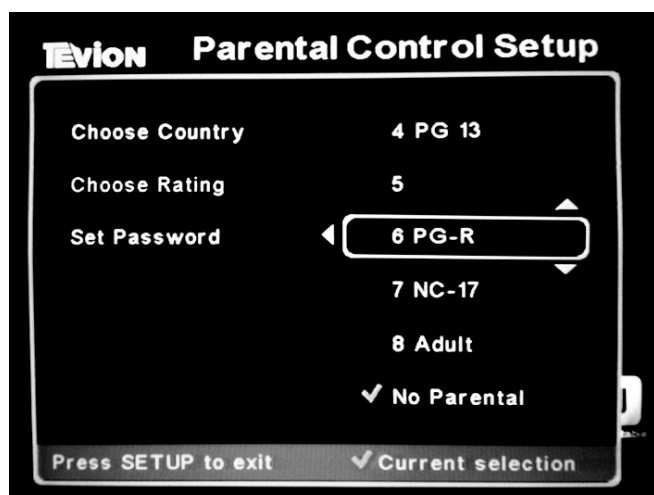 TEVION Parental Control Setup
Choose Country 4 PG 13
Choose Rating 5
Set Password 6 PG-R
7 NC-17
8 Adult
No Parental
Press SETUP to exit Current selection